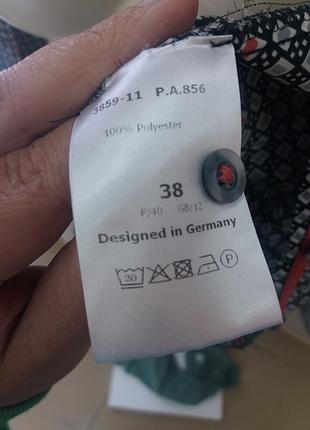 3859-11 P.A.856
100% Polyester
38
F/40 GB/12
Designed in Germany
30
P